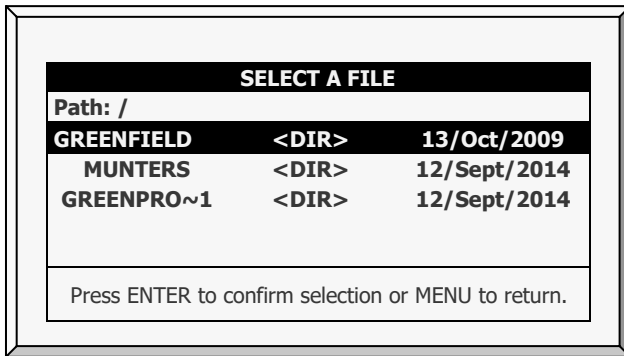 SELECT A FILE
Path: /
GREENFIELD <DIR> 13/Oct/2009
MUNTERS <DIR> 12/Sept/2014
GREENPRO~1 <DIR> 12/Sept/2014
Press ENTER to confirm selection or MENU to return.